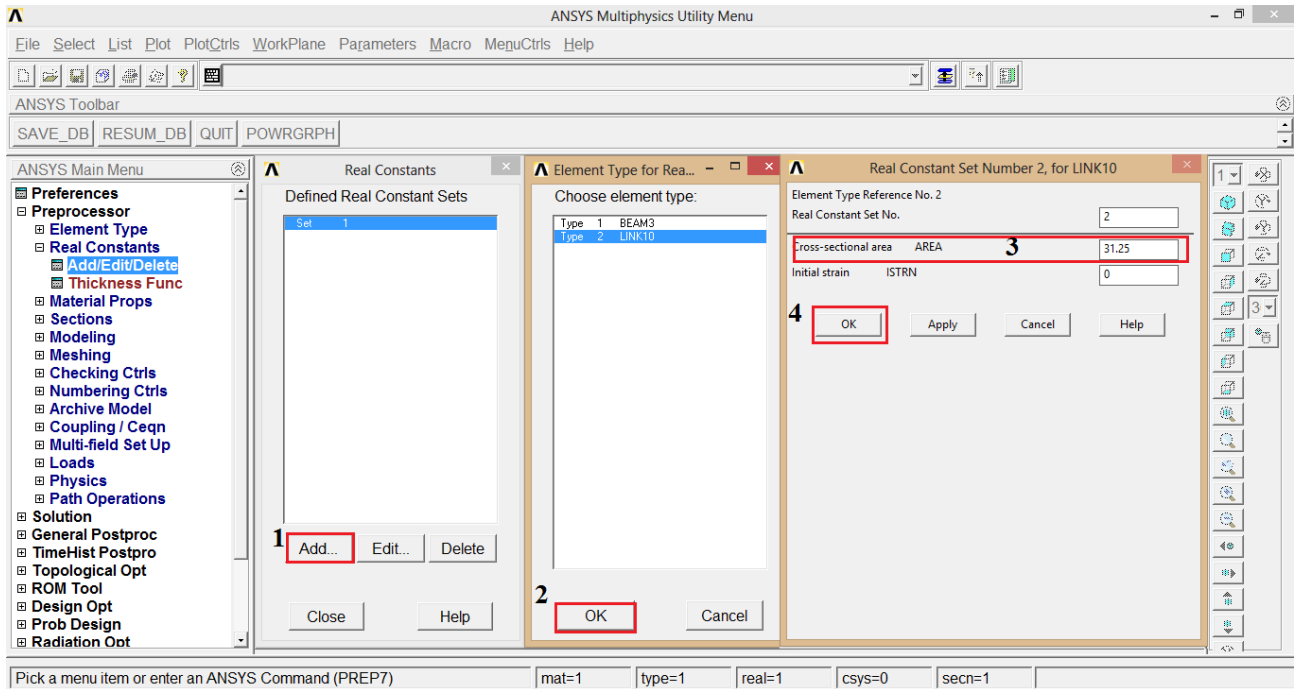 ANSYS Multiphysics Utility Menu
File Select List Plot PlotCtrls WorkPlane Parameters Macro MenuCtrls Help
ANSYS Toolbar
SAVE_DB RESUM_DB QUIT POWRGRPH
ANSYS Main Menu
Preferences
Preprocessor
Element Type
Real Constants
Add/Edit/Delete
Thickness Func
Material Props
Sections
Modeling
Meshing
Checking Ctrls
Numbering Ctrls
Archive Model
Coupling / Ceqn
Multi-field Set Up
Loads
Physics
Path Operations
Solution
General Postproc
TimeHist Postpro
Topological Opt
ROM Tool
Design Opt
Prob Design
Radiation Opt
Real Constants
Defined Real Constant Sets
Set 1
1
Add... Edit... Delete
Close Help
Element Type for Rea...
Choose element type:
Type 1 BEAM3
Type 2 LINK10
2
OK Cancel
Real Constant Set Number 2, for LINK10
Element Type Reference No. 2
Real Constant Set No. 2
Cross-sectional area AREA 3 31.25
Initial strain ISTRN 0
4
OK Apply Cancel Help
1
3
Pick a menu item or enter an ANSYS Command (PREP7) mat=1 type=1 real=1 csys=0 secn=1